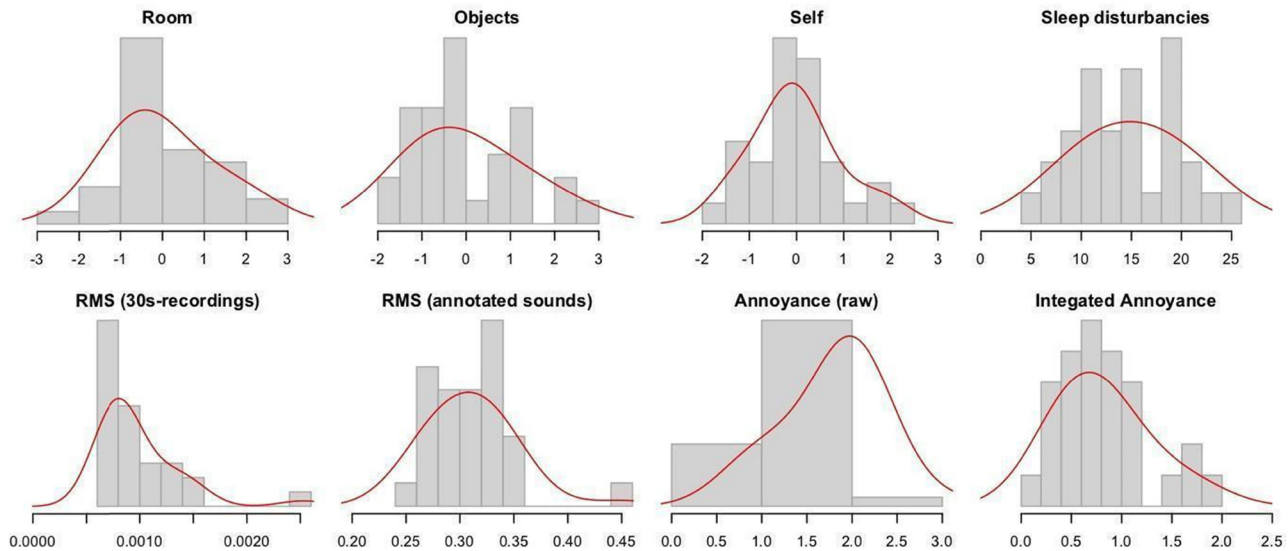 Room
Objects
Self
Sleep disturbancies
-3 -2 -1 0 1 2 3
-2 -1 0 1 2 3
-2 -1 0 1 2 3
0 5 10 15 20 25
RMS (30s-recordings)
RMS (annotated sounds)
Annoyance (raw)
Integated Annoyance
0.0000 0.0010 0.0020
0.20 0.25 0.30 0.35 0.40 0.45
0.0 0.5 1.0 1.5 2.0 2.5 3.0
0.0 0.5 1.0 1.5 2.0 2.5